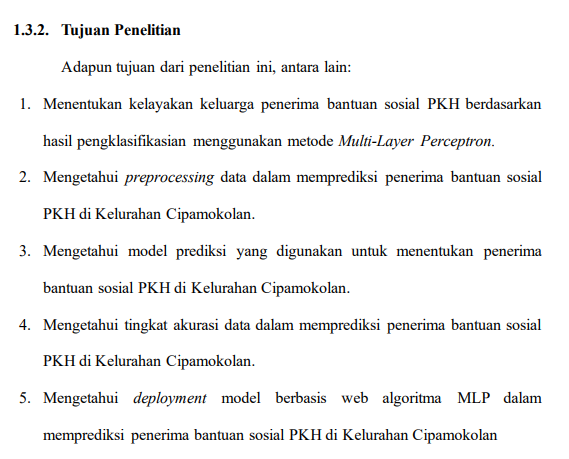 1.3.2. Tujuan Penelitian
Adapun tujuan dari penelitian ini, antara lain:
1. Menentukan kelayakan keluarga penerima bantuan sosial PKH berdasarkan
hasil pengklasifikasian menggunakan metode Multi-Layer Perceptron.
2. Mengetahui preprocessing data dalam memprediksi penerima bantuan sosial
PKH di Kelurahan Cipamokolan.
3. Mengetahui model prediksi yang digunakan untuk menentukan penerima
bantuan sosial PKH di Kelurahan Cipamokolan.
4. Mengetahui tingkat akurasi data dalam memprediksi penerima bantuan sosial
PKH di Kelurahan Cipamokolan.
5. Mengetahui deployment model berbasis web algoritma MLP dalam
memprediksi penerima bantuan sosial PKH di Kelurahan Cipamokolan